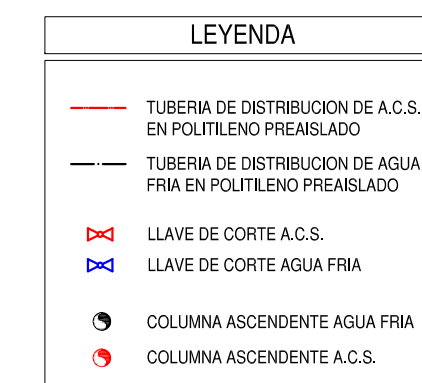 LEYENDA
TUBERIA DE DISTRIBUCION DE A.C.S.
EN POLITILENO PREAISLADO
TUBERIA DE DISTRIBUCION DE AGUA
FRIA EN POLITILENO PREAISLADO
LLAVE DE CORTE A.C.S.
LLAVE DE CORTE AGUA FRIA
COLUMNA ASCENDENTE AGUA FRIA
COLUMNA ASCENDENTE A.C.S.